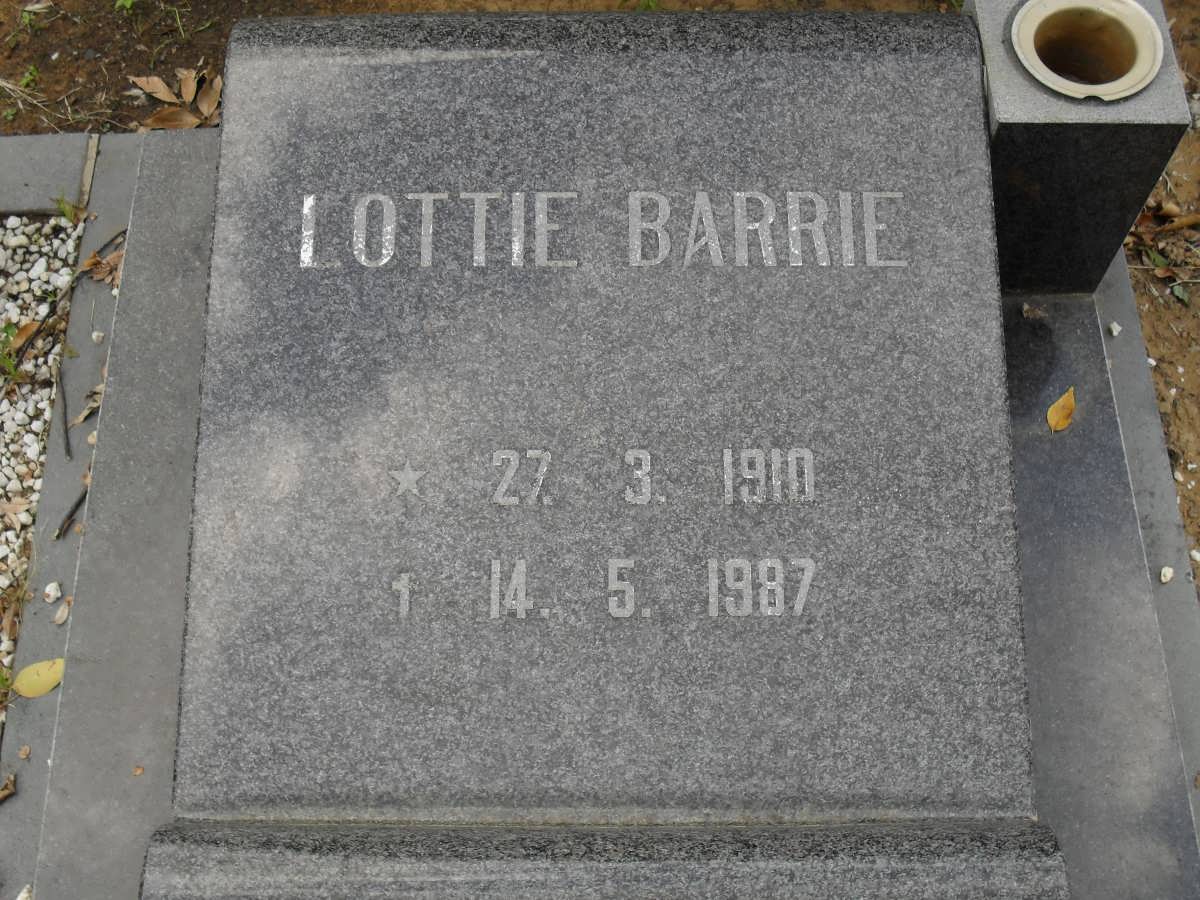 LOTTIE BARRIE
★ 27. 3. 1910
† 14. 5. 1987